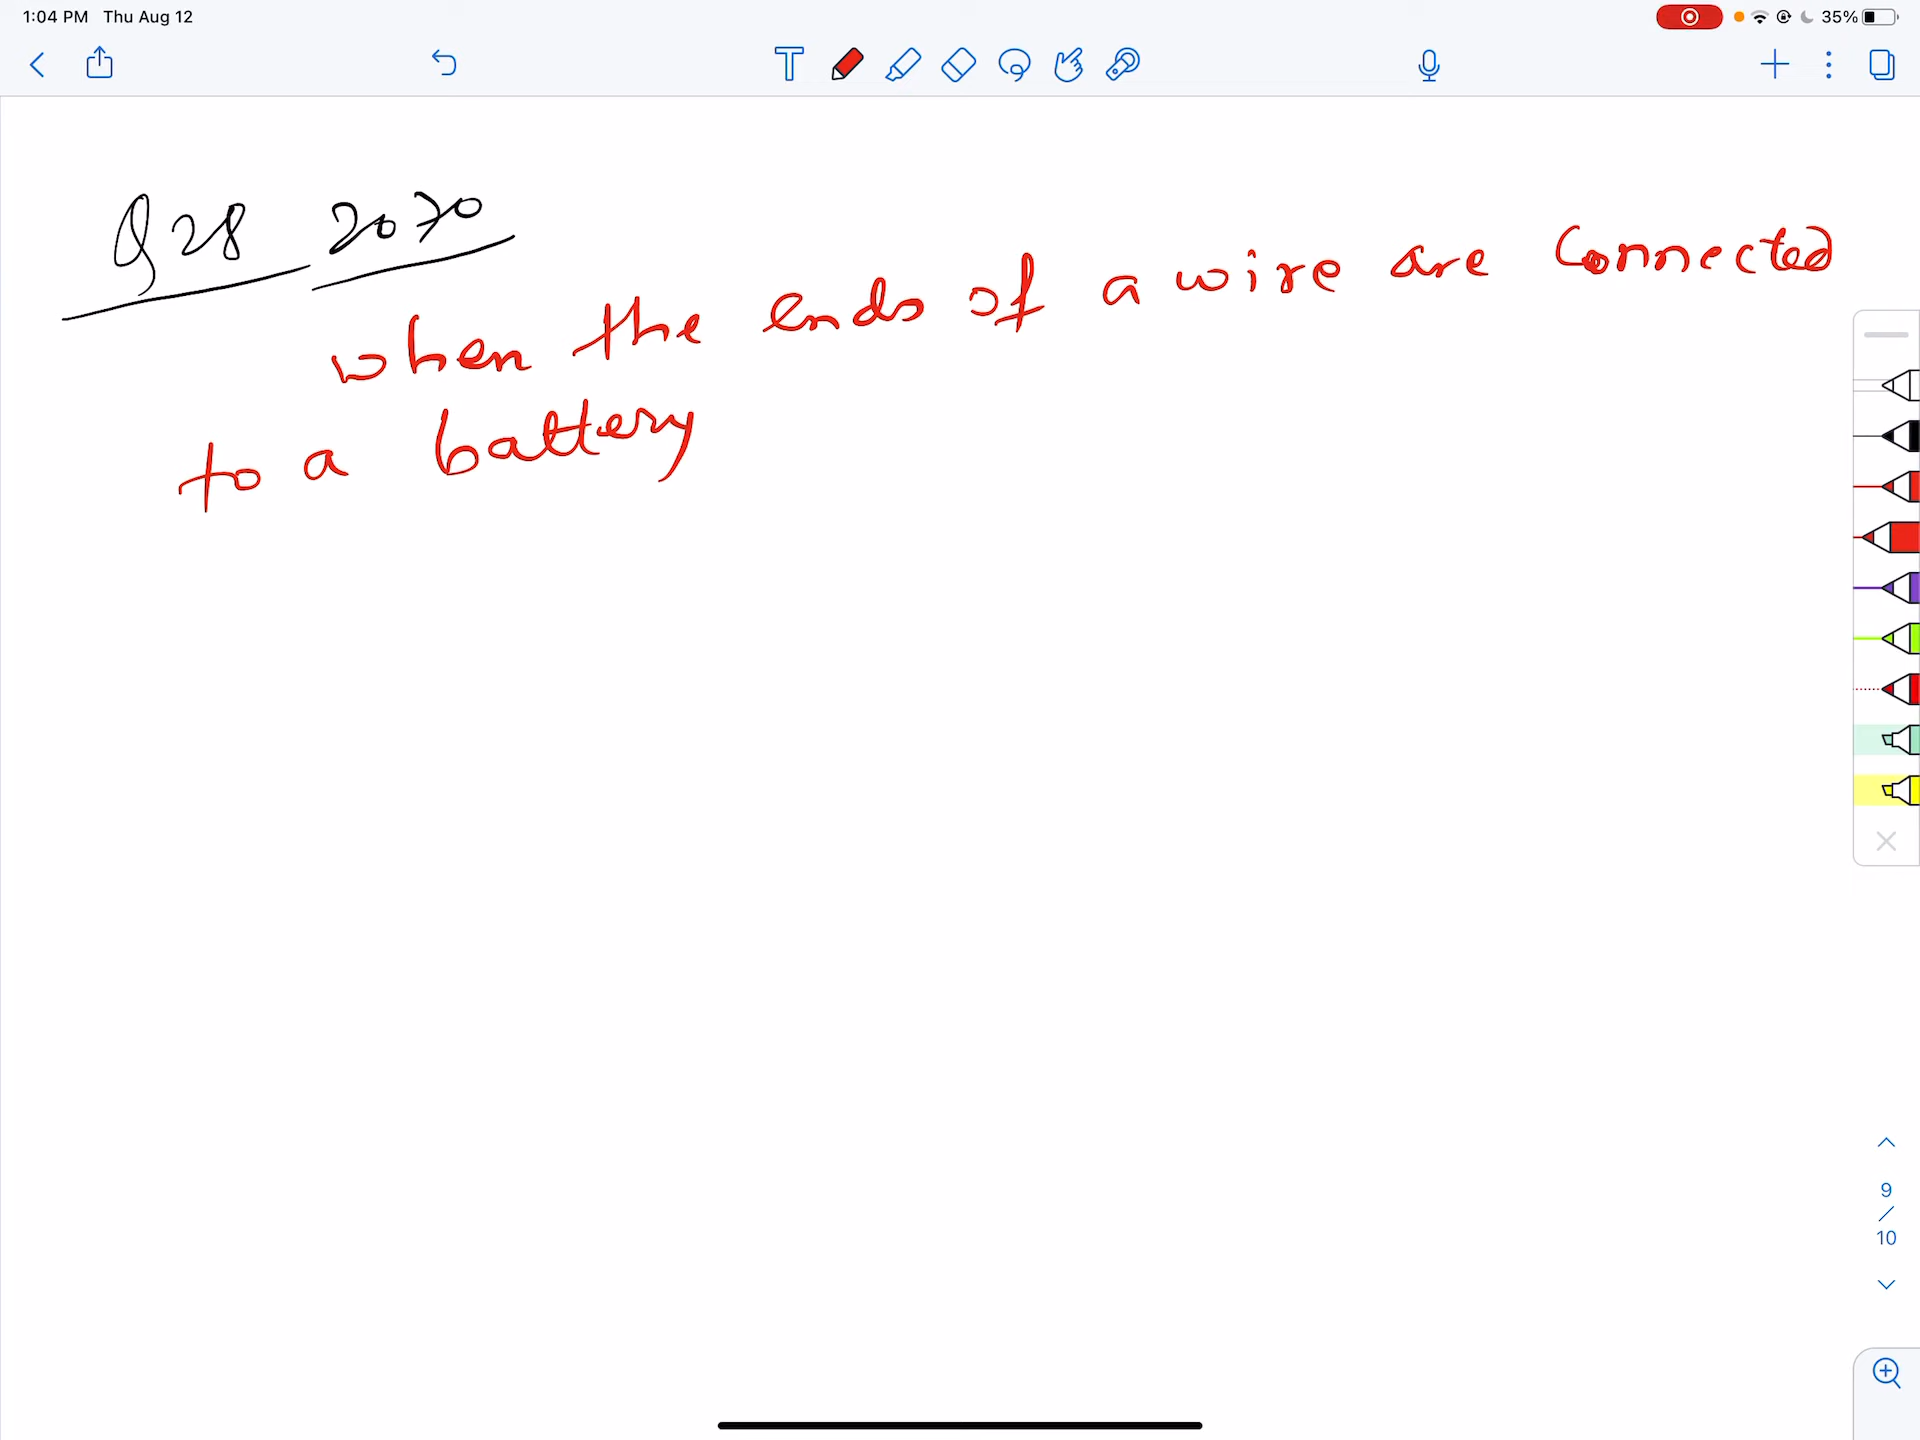 1:04 PM Thu Aug 12
35%
Q28 2070
when the ends of a wire are connected
to a battery
9
/
10